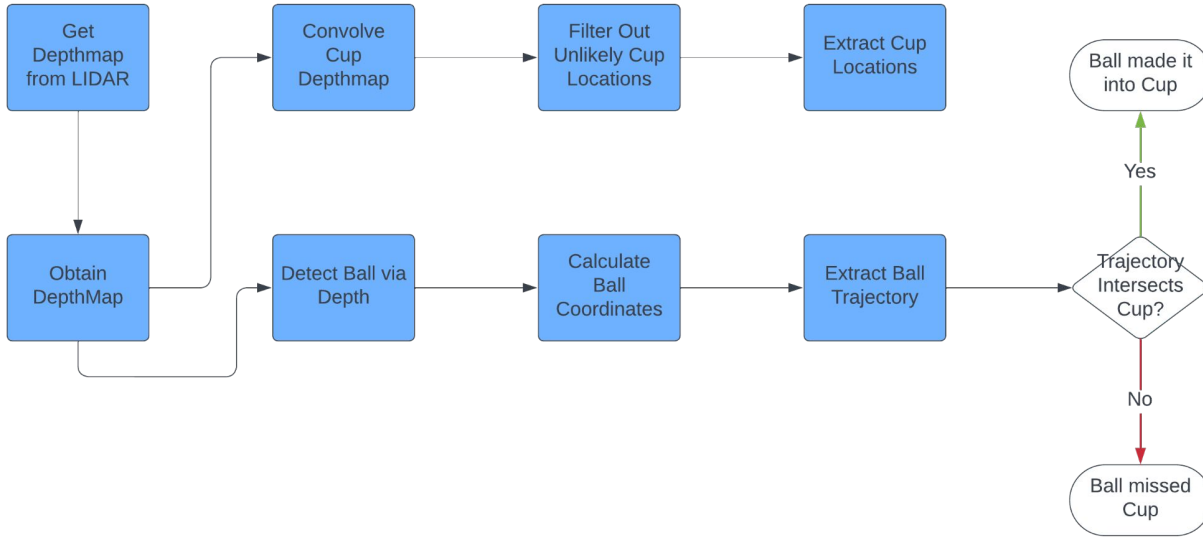 Get
Depthmap
from LIDAR
Convolve
Cup
Depthmap
Filter Out
Unlikely Cup
Locations
Extract Cup
Locations
Ball made it
into Cup
Yes
Obtain
DepthMap
Detect Ball via
Depth
Calculate
Ball
Coordinates
Extract Ball
Trajectory
Trajectory
Intersects
Cup?
No
Ball missed
Cup